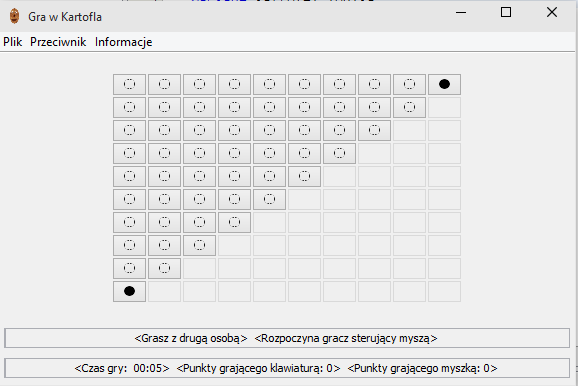 Gra w Kartofla
Plik Przeciwnik Informacje
<Grasz z drugą osobą> <Rozpoczyna gracz sterujący myszą>
<Czas gry: 00:05> <Punkty grającego klawiaturą: 0> <Punkty grającego myszką: 0>